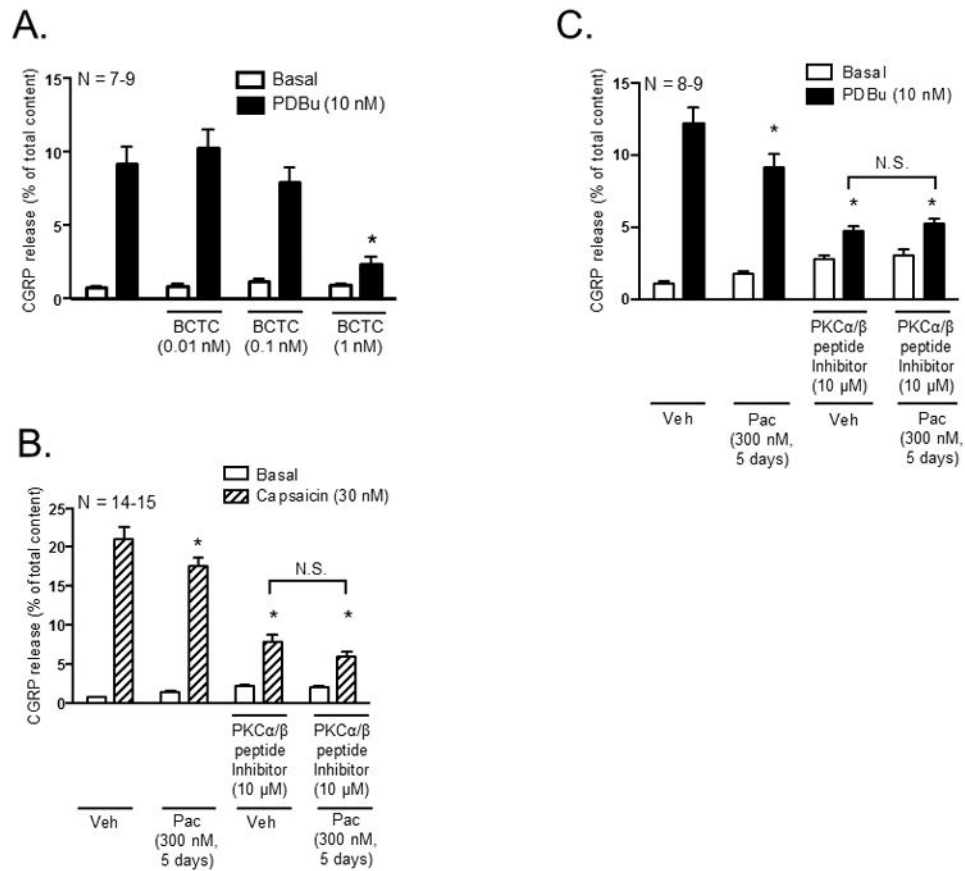 A.
N = 7-9
Basal
PDBu (10 nM)
CGRP release (% of total content)
15
10
5
0
*
BCTC
(0.01 nM)
BCTC
(0.1 nM)
BCTC
(1 nM)
B.
N = 14-15
Basal
Capsaicin (30 nM)
CGRP release (% of total content)
25
20
15
10
5
0
*
N.S.
*
*
PKCα/β
peptide
Inhibitor
(10 µM)
PKCα/β
peptide
Inhibitor
(10 µM)
Veh
Pac
(300 nM,
5 days)
Veh
Pac
(300 nM,
5 days)
C.
N = 8-9
Basal
PDBu (10 nM)
CGRP release (% of total content)
15
10
5
0
*
N.S.
*
*
PKCα/β
peptide
Inhibitor
(10 µM)
PKCα/β
peptide
Inhibitor
(10 µM)
Veh
Pac
(300 nM,
5 days)
Veh
Pac
(300 nM,
5 days)